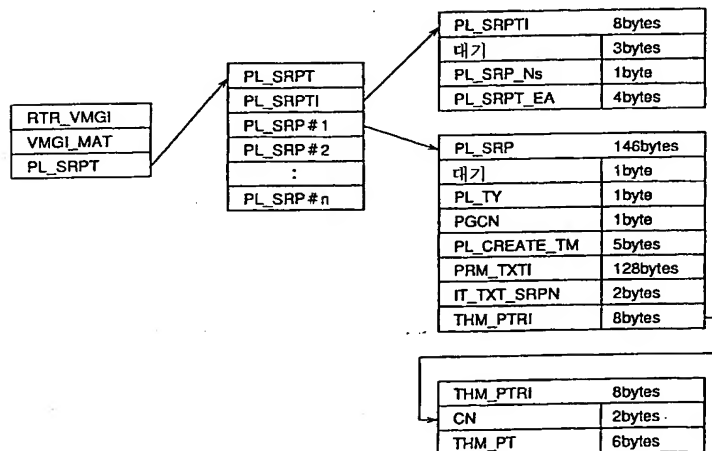 RTR_VMGI
VMGI_MAT
PL_SRPT
PL_SRPT
PL_SRPTI
PL_SRP#1
PL_SRP#2
:
PL_SRP#n
PL_SRPTI 8bytes
대기 3bytes
PL_SRP_Ns 1byte
PL_SRPT_EA 4bytes
PL_SRP 146bytes
대기 1byte
PL_TY 1byte
PGCN 1byte
PL_CREATE_TM 5bytes
PRM_TXTI 128bytes
IT_TXT_SRPN 2bytes
THM_PTRI 8bytes
THM_PTRI 8bytes
CN 2bytes
THM_PT 6bytes